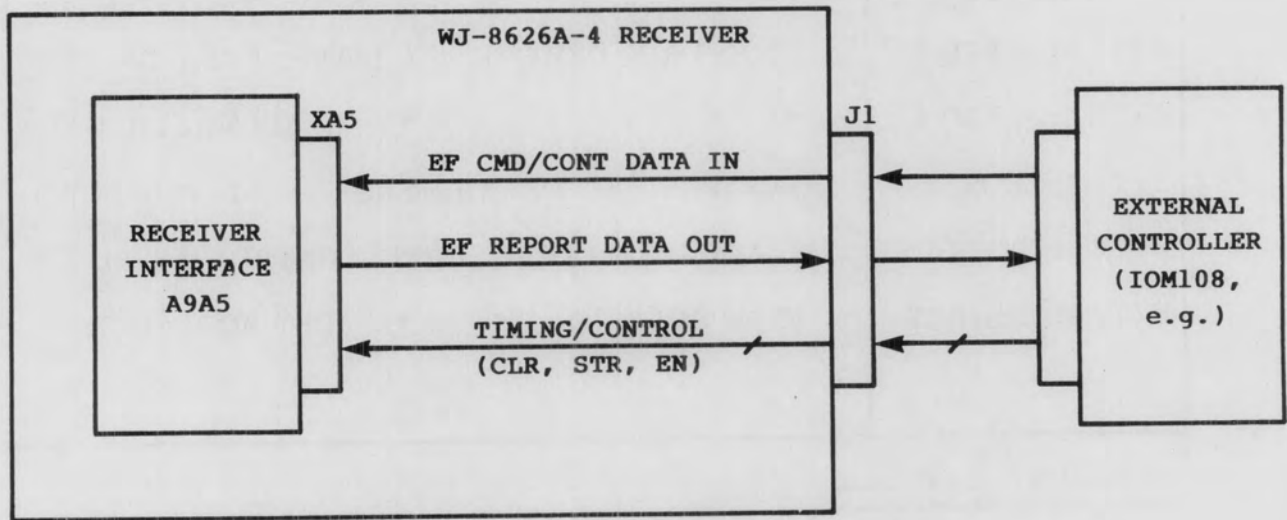 WJ-8626A-4 RECEIVER
XA5
J1
EF CMD/CONT DATA IN
RECEIVER
INTERFACE
A9A5
EF REPORT DATA OUT
TIMING/CONTROL
(CLR, STR, EN)
EXTERNAL
CONTROLLER
(IOM108,
e.g.)